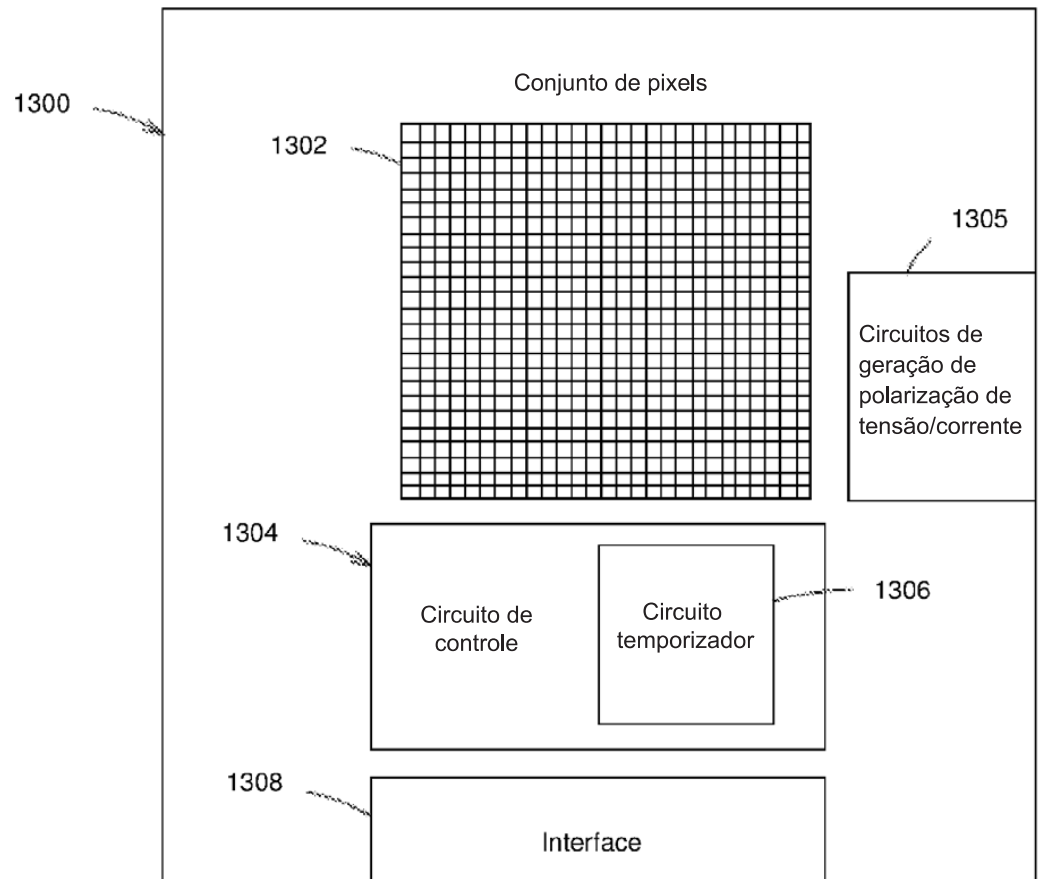 Conjunto de pixels
1300
1302
1305
Circuitos de
geração de
polarização de
tensão/corrente
1304
1306
Circuito de
controle
Circuito
temporizador
1308
Interface